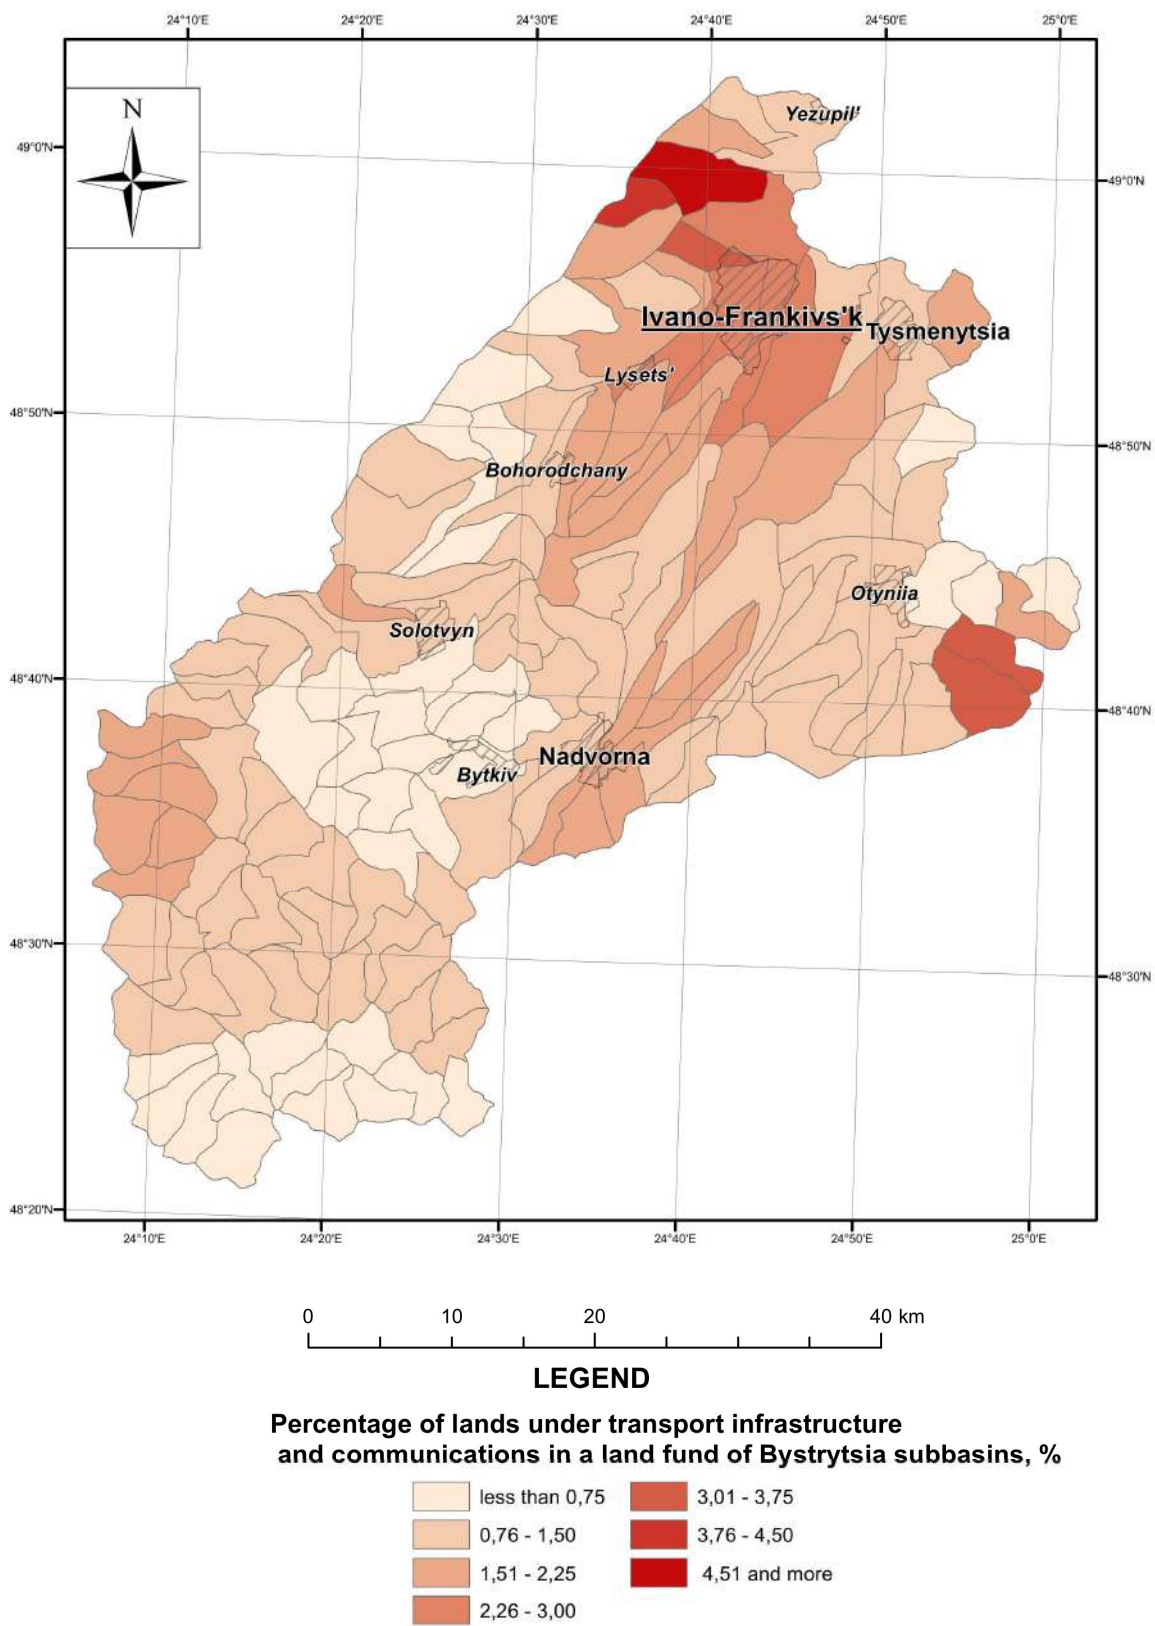 24°10'E 24°20'E 24°30'E 24°40'E 24°50'E 25°0'E
N
Yezupil'
49°0'N 49°0'N
Ivano-Frankivs'k
Tysmenytsia
Lysets'
48°50'N 48°50'N
Bohorodchany
Otyniia
Solotvyn
48°40'N 48°40'N
Nadvorna
Bytkiv
48°30'N 48°30'N
48°20'N
24°10'E 24°20'E 24°30'E 24°40'E 24°50'E 25°0'E
0 10 20 40 km
LEGEND
Percentage of lands under transport infrastructure
and communications in a land fund of Bystrytsia subbasins, %
less than 0,75 3,01 - 3,75
0,76 - 1,50 3,76 - 4,50
1,51 - 2,25 4,51 and more
2,26 - 3,00